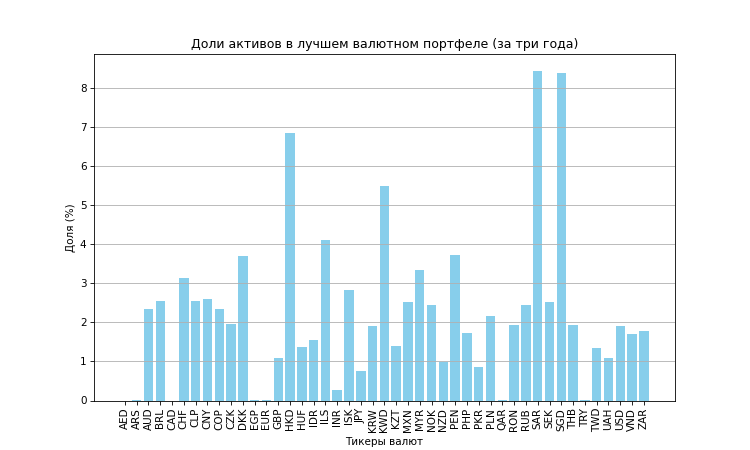 Доли активов в лучшем валютном портфеле (за три года)
Доля (%)
8
7
6
5
4
3
2
1
0
AED ARS AUD BRL CAD CHF CLP CNY COP CZK DKK EGP EUR GBP HKD HUF IDR ILS INR ISK JPY KRW KWD KZT MXN MYR NOK NZD PEN PHP PKR PLN QAR RON RUB SAR SEK SGD THB TRY TWD UAH USD VND ZAR
Тикеры валют